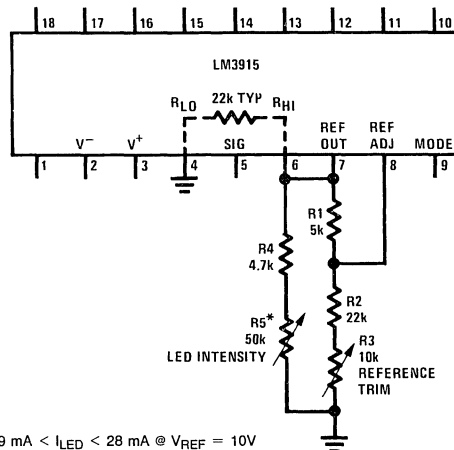 18 17 16 15 14 13 12 11 10
LM3915
RLO 22k TYP RHI
V− V+ SIG REF OUT REF ADJ MODE
1 2 3 4 5 6 7 8 9
R1
5k
R4
4.7k
R2
22k
R5*
50k
LED INTENSITY
R3
10k
REFERENCE
TRIM
9 mA < ILED < 28 mA @ VREF = 10V